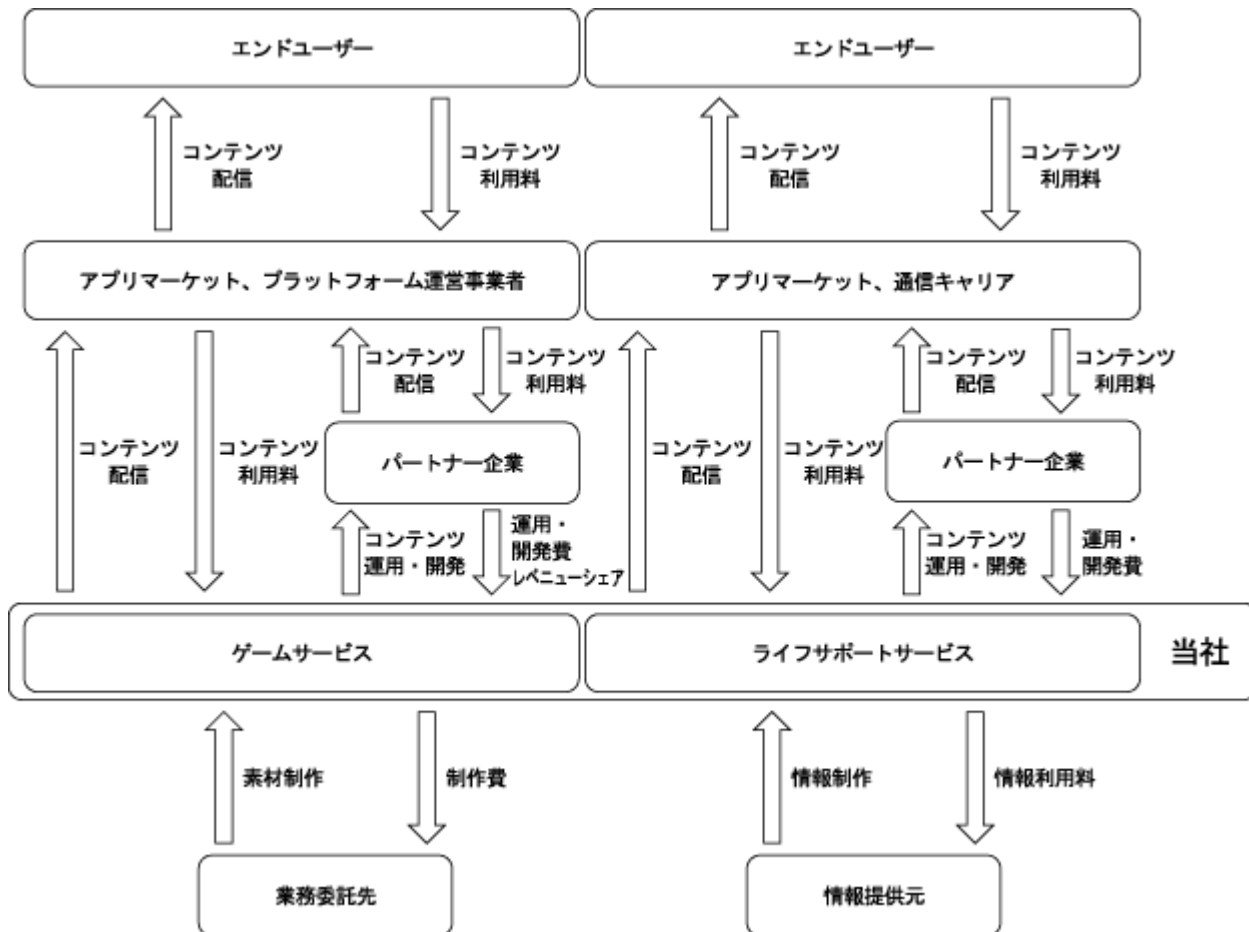 エンドユーザー
エンドユーザー
コンテンツ
配信
コンテンツ
利用料
コンテンツ
配信
コンテンツ
利用料
アプリマーケット、プラットフォーム運営事業者
アプリマーケット、通信キャリア
コンテンツ
配信
コンテンツ
利用料
コンテンツ
配信
コンテンツ
利用料
コンテンツ
配信
コンテンツ
利用料
パートナー企業
コンテンツ
配信
コンテンツ
利用料
パートナー企業
コンテンツ
運用・開発
運用・
開発費
レベニューシェア
コンテンツ
運用・開発
運用・
開発費
ゲームサービス
ライフサポートサービス
当社
素材制作
制作費
情報制作
情報利用料
業務委託先
情報提供元